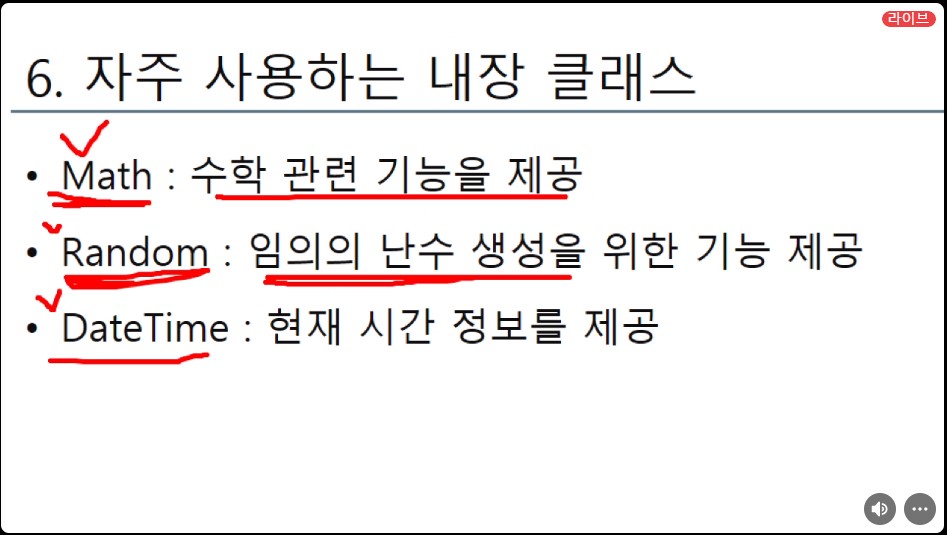 라이브
6. 자주 사용하는 내장 클래스
• Math : 수학 관련 기능을 제공
• Random : 임의의 난수 생성을 위한 기능 제공
• DateTime : 현재 시간 정보를 제공